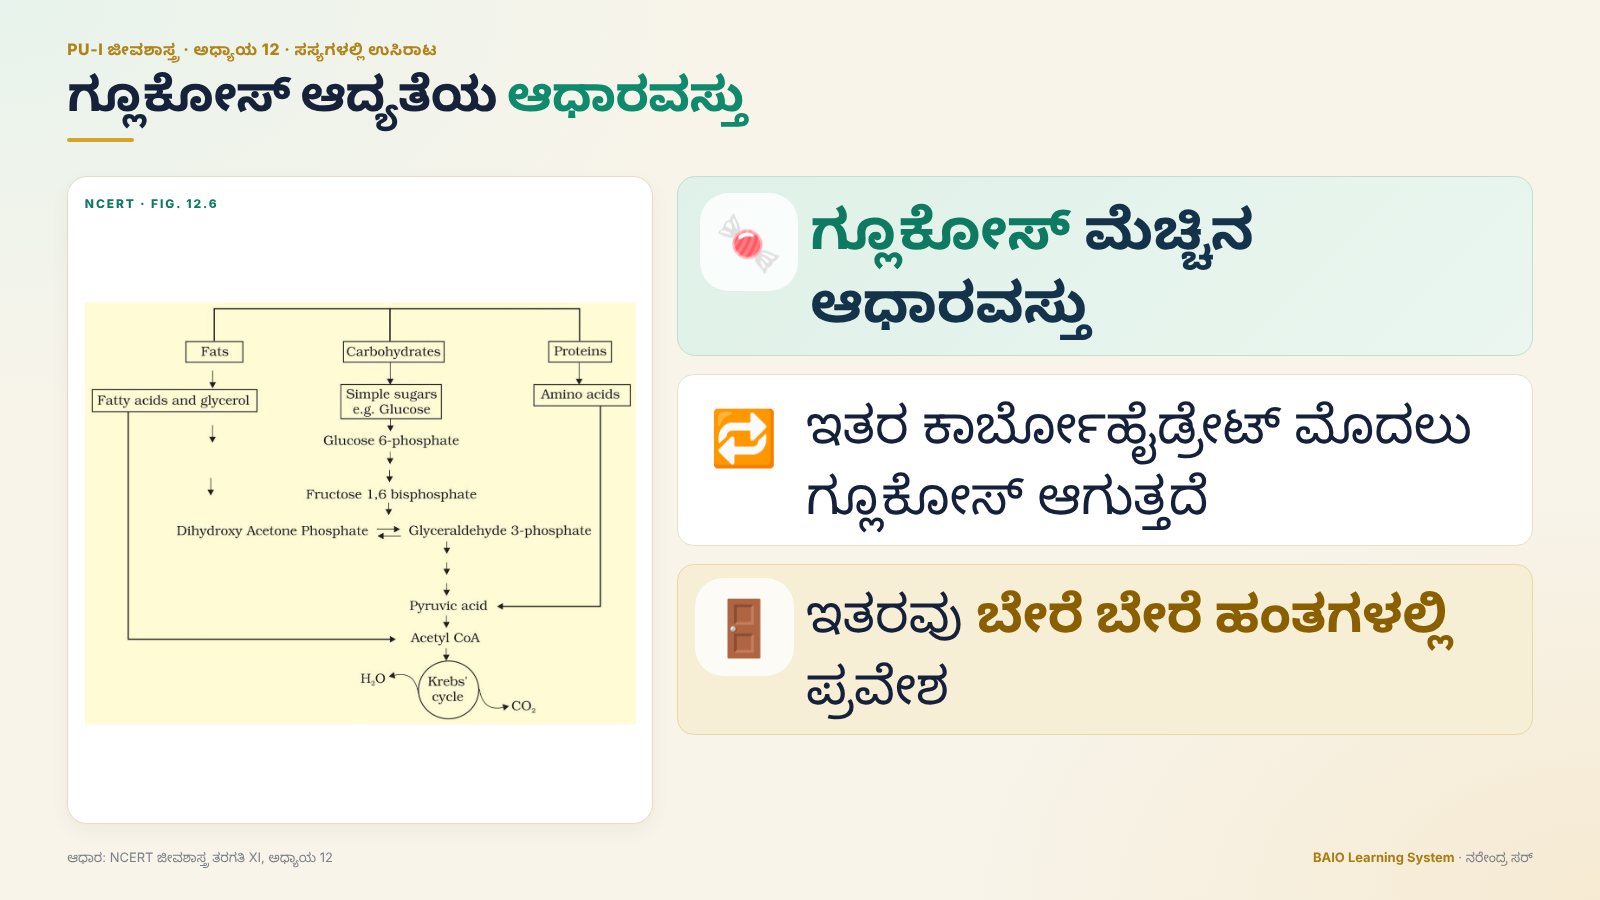 PU-I ಜೀವಶಾಸ್ತ್ರ · ಅಧ್ಯಾಯ 12 · ಸಸ್ಯಗಳಲ್ಲಿ ಉಸಿರಾಟ
ಗ್ಲೂಕೋಸ್ ಆದ್ಯತೆಯ ಆಧಾರವಸ್ತು
NCERT · FIG. 12.6
Fats
Carbohydrates
Proteins
Fatty acids and glycerol
Simple sugars
e.g. Glucose
Amino acids
Glucose 6-phosphate
Fructose 1,6 bisphosphate
Dihydroxy Acetone Phosphate
Glyceraldehyde 3-phosphate
Pyruvic acid
Acetyl CoA
H₂O
Krebs'
cycle
CO₂
ಗ್ಲೂಕೋಸ್ ಮೆಚ್ಚಿನ
ಆಧಾರವಸ್ತು
ಇತರ ಕಾರ್ಬೋಹೈಡ್ರೇಟ್ ಮೊದಲು
ಗ್ಲೂಕೋಸ್ ಆಗುತ್ತದೆ
ಇತರವು ಬೇರೆ ಬೇರೆ ಹಂತಗಳಲ್ಲಿ
ಪ್ರವೇಶ
ಆಧಾರ: NCERT ಜೀವಶಾಸ್ತ್ರ ತರಗತಿ XI, ಅಧ್ಯಾಯ 12
BAIO Learning System · ನರೇಂದ್ರ ಸರ್